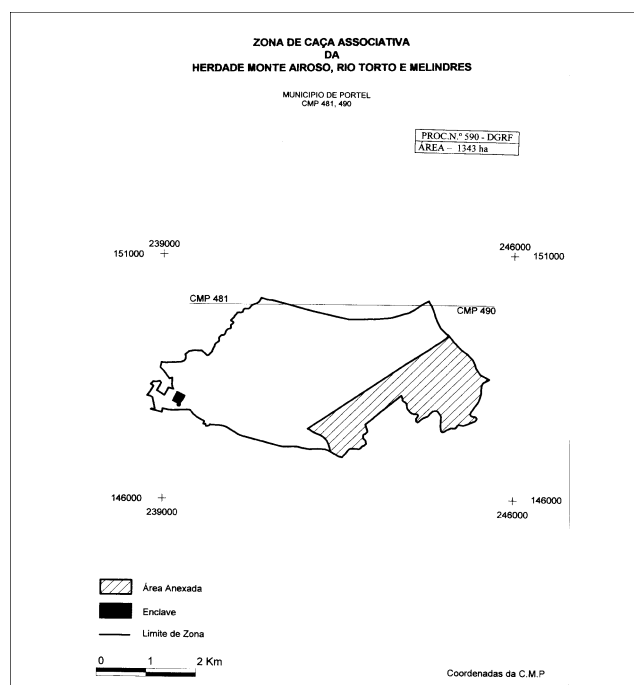 ZONA DE CAÇA ASSOCIATIVA
DA
HERDADE MONTE AIROSO, RIO TORTO E MELINDRES
MUNICIPIO DE PORTEL
CMP 481, 490
PROC.N.º 590 - DGRF
ÁREA – 1343 ha
239000
151000
246000
151000
CMP 481
CMP 490
146000
239000
146000
246000
Área Anexada
Enclave
Limite de Zona
0 1 2 Km
Coordenadas da C.M.P